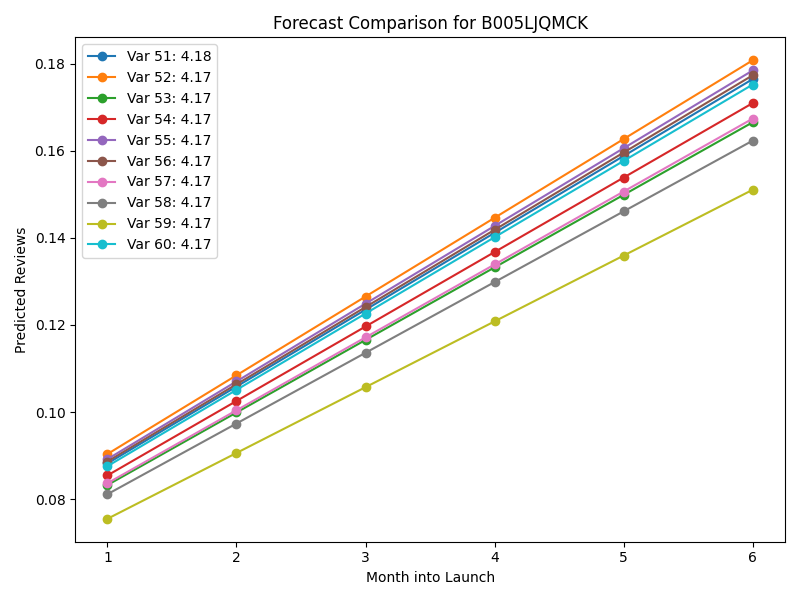 Forecast Comparison for B005LJQMCK
Var 51: 4.18
Var 52: 4.17
Var 53: 4.17
Var 54: 4.17
Var 55: 4.17
Var 56: 4.17
Var 57: 4.17
Var 58: 4.17
Var 59: 4.17
Var 60: 4.17
Predicted Reviews
0.18
0.16
0.14
0.12
0.10
0.08
1 2 3 4 5 6
Month into Launch